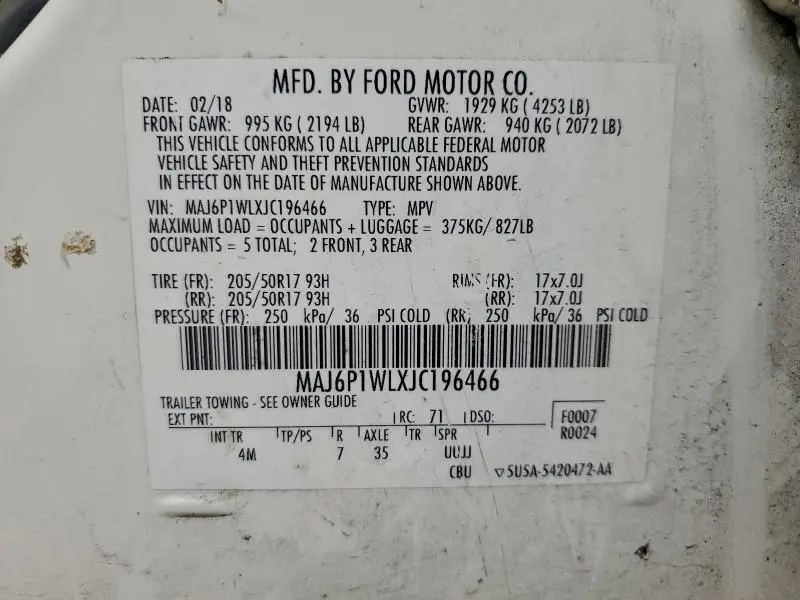 MFD. BY FORD MOTOR CO.
DATE: 02/18 GVWR: 1929 KG ( 4253 LB)
FRONT GAWR: 995 KG ( 2194 LB) REAR GAWR: 940 KG ( 2072 LB)
THIS VEHICLE CONFORMS TO ALL APPLICABLE FEDERAL MOTOR
VEHICLE SAFETY AND THEFT PREVENTION STANDARDS
IN EFFECT ON THE DATE OF MANUFACTURE SHOWN ABOVE.
VIN: MAJ6P1WLXJC196466 TYPE: MPV
MAXIMUM LOAD = OCCUPANTS + LUGGAGE = 375KG/ 827LB
OCCUPANTS = 5 TOTAL; 2 FRONT, 3 REAR
TIRE (FR): 205/50R17 93H RIMS (FR): 17x7.0J
(RR): 205/50R17 93H (RR): 17x7.0J
PRESSURE (FR): 250 kPa/ 36 PSI COLD (RR, 250 kPa/ 36 PSI COLD
MAJ6P1WLXJC196466
TRAILER TOWING - SEE OWNER GUIDE
EXT PNT: RC: 71 DSO: F0007
R0024
INT TR TP/PS R AXLE TR SPR
4M 7 35 UUJJ
CBU 5U5A-5420472-AA